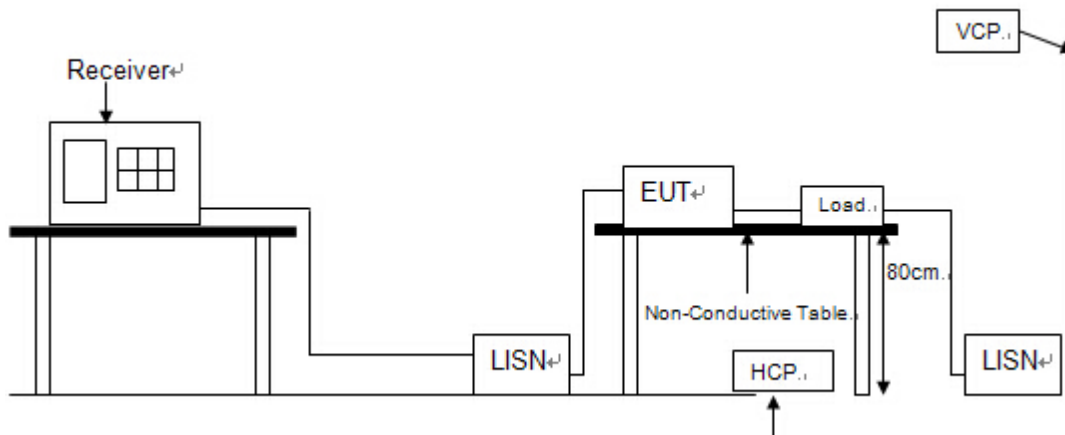 VCP.
Receiver
EUT
Load.
80cm.
Non-Conductive Table.
LISN
HCP.
LISN